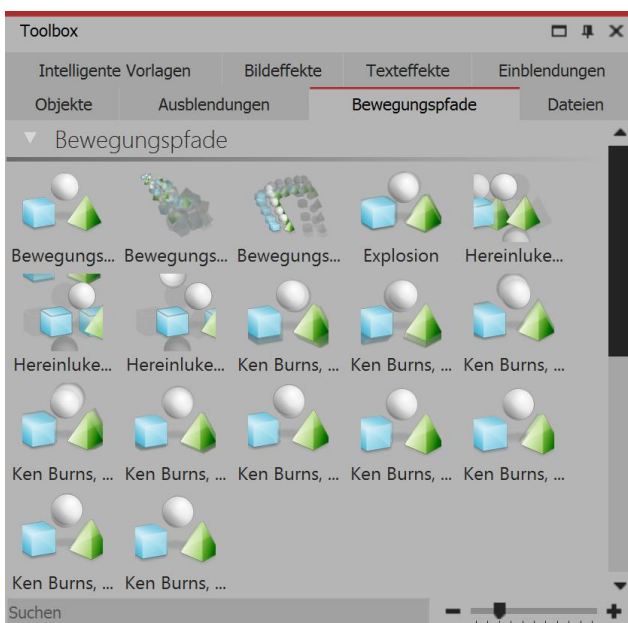 Toolbox
Intelligente Vorlagen Bildeffekte Texteffekte Einblendungen
Objekte Ausblendungen Bewegungspfade Dateien
Bewegungspfade
Bewegungs... Bewegungs... Bewegungs... Explosion Hereinluke...
Hereinluke... Hereinluke... Ken Burns, ... Ken Burns, ... Ken Burns, ...
Ken Burns, ... Ken Burns, ... Ken Burns, ... Ken Burns, ... Ken Burns, ...
Ken Burns, ... Ken Burns, ...
Suchen